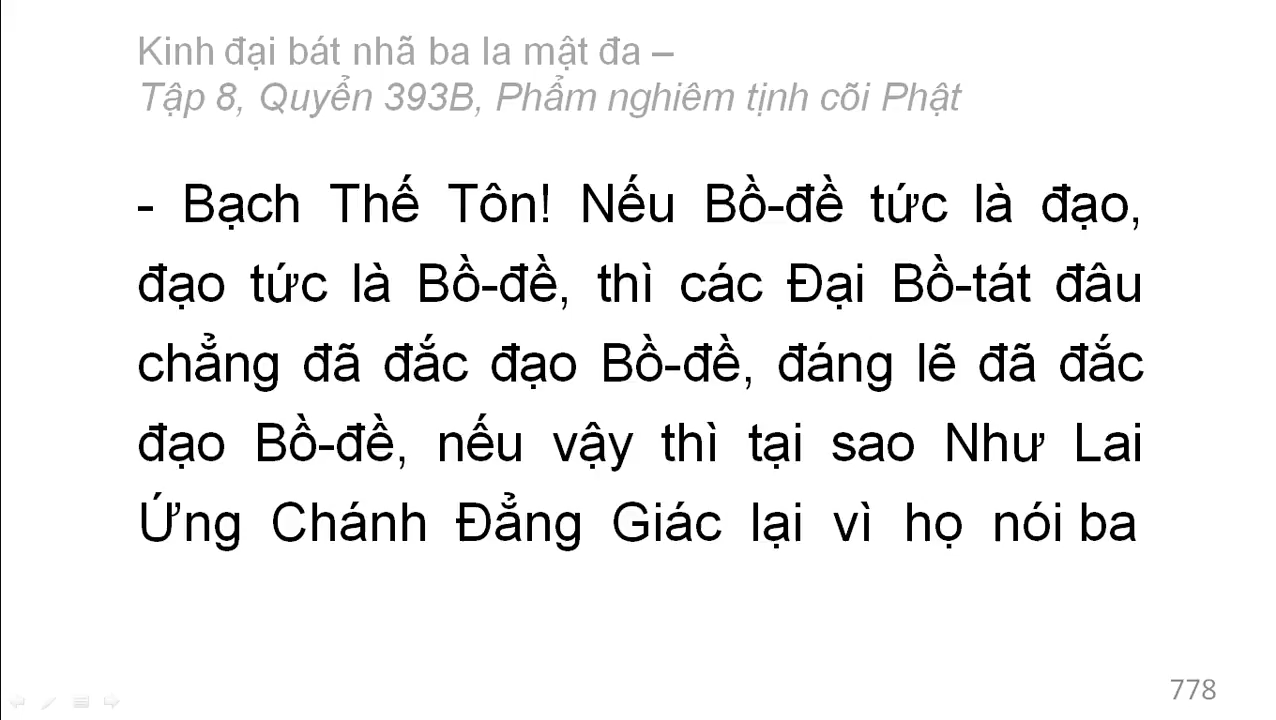 Kinh đại bát nhã ba la mật đa –
Tập 8, Quyển 393B, Phẩm nghiêm tịnh cõi Phật
- Bạch Thế Tôn! Nếu Bồ-đề tức là đạo,
đạo tức là Bồ-đề, thì các Đại Bồ-tát đâu
chẳng đã đắc đạo Bồ-đề, đáng lẽ đã đắc
đạo Bồ-đề, nếu vậy thì tại sao Như Lai
Ứng Chánh Đẳng Giác lại vì họ nói ba
778